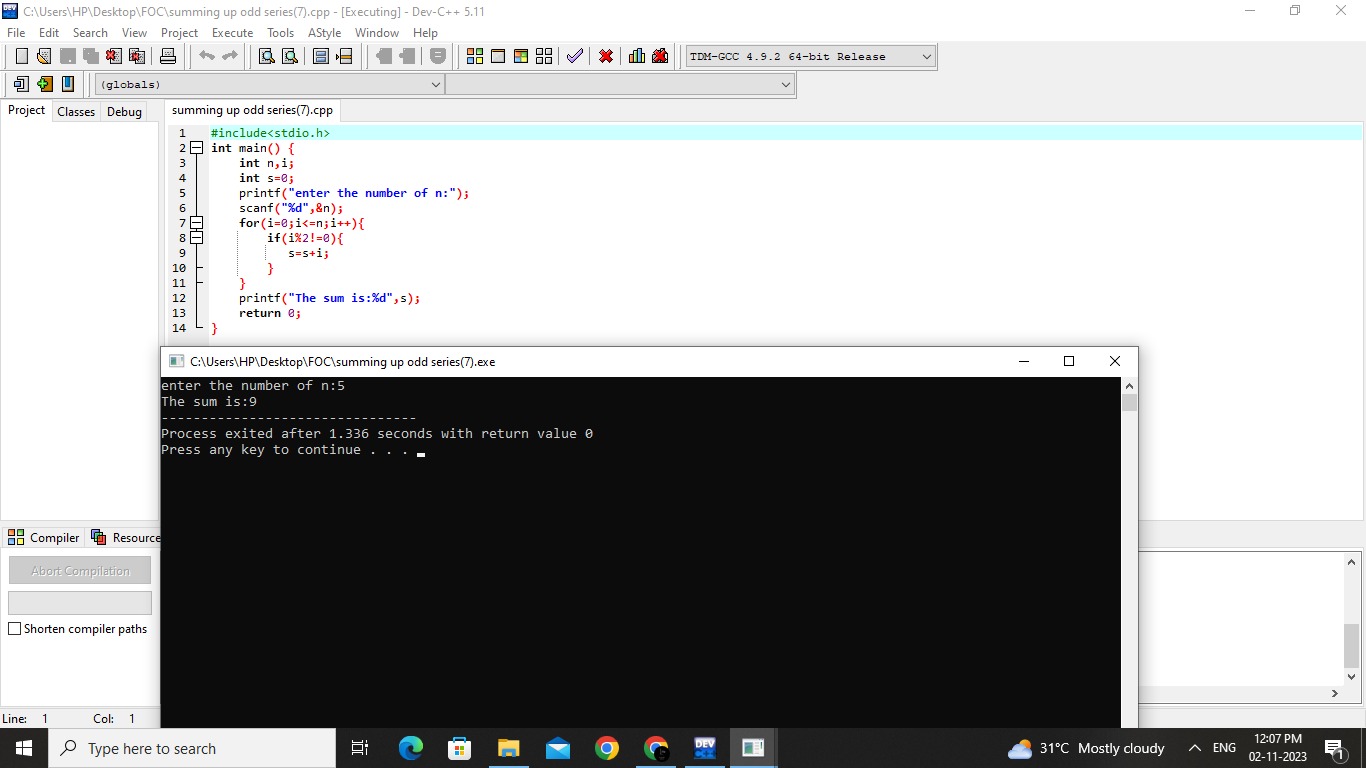 C:\Users\HP\Desktop\FOC\summing up odd series(7).cpp - [Executing] - Dev-C++ 5.11
File Edit Search View Project Execute Tools AStyle Window Help
TDM-GCC 4.9.2 64-bit Release
(globals)
Project Classes Debug
summing up odd series(7).cpp
1 #include<stdio.h>
2 int main() {
3 int n,i;
4 int s=0;
5 printf("enter the number of n:");
6 scanf("%d",&n);
7 for(i=0;i<=n;i++){
8 if(i%2!=0){
9 s=s+i;
10 }
11 }
12 printf("The sum is:%d",s);
13 return 0;
14 }
C:\Users\HP\Desktop\FOC\summing up odd series(7).exe
enter the number of n:5
The sum is:9
--------------------------------
Process exited after 1.336 seconds with return value 0
Press any key to continue . . .
Compiler Resource
Abort Compilation
Shorten compiler paths
Line: 1 Col: 1
Type here to search
DEV
31°C Mostly cloudy
ENG
12:07 PM
02-11-2023
1